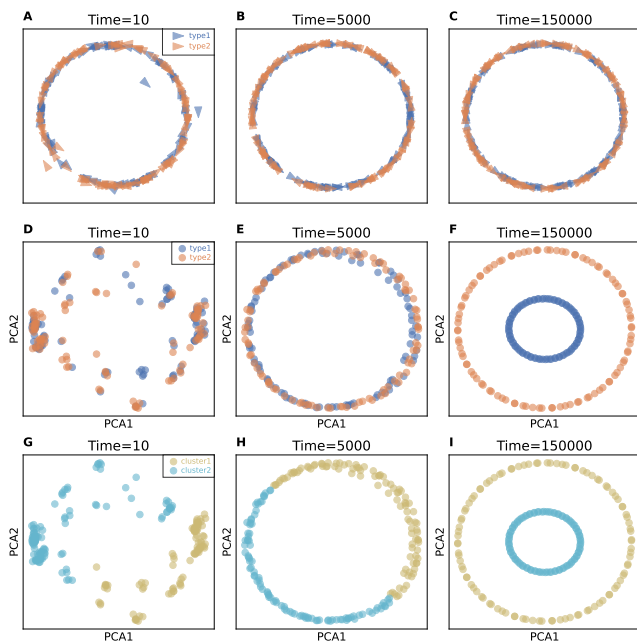 A Time=10
B Time=5000
C Time=150000
type1
type2
D Time=10
E Time=5000
F Time=150000
type1
type2
PCA2
PCA2
PCA2
PCA1
PCA1
PCA1
G Time=10
H Time=5000
I Time=150000
cluster1
cluster2
PCA2
PCA2
PCA2
PCA1
PCA1
PCA1